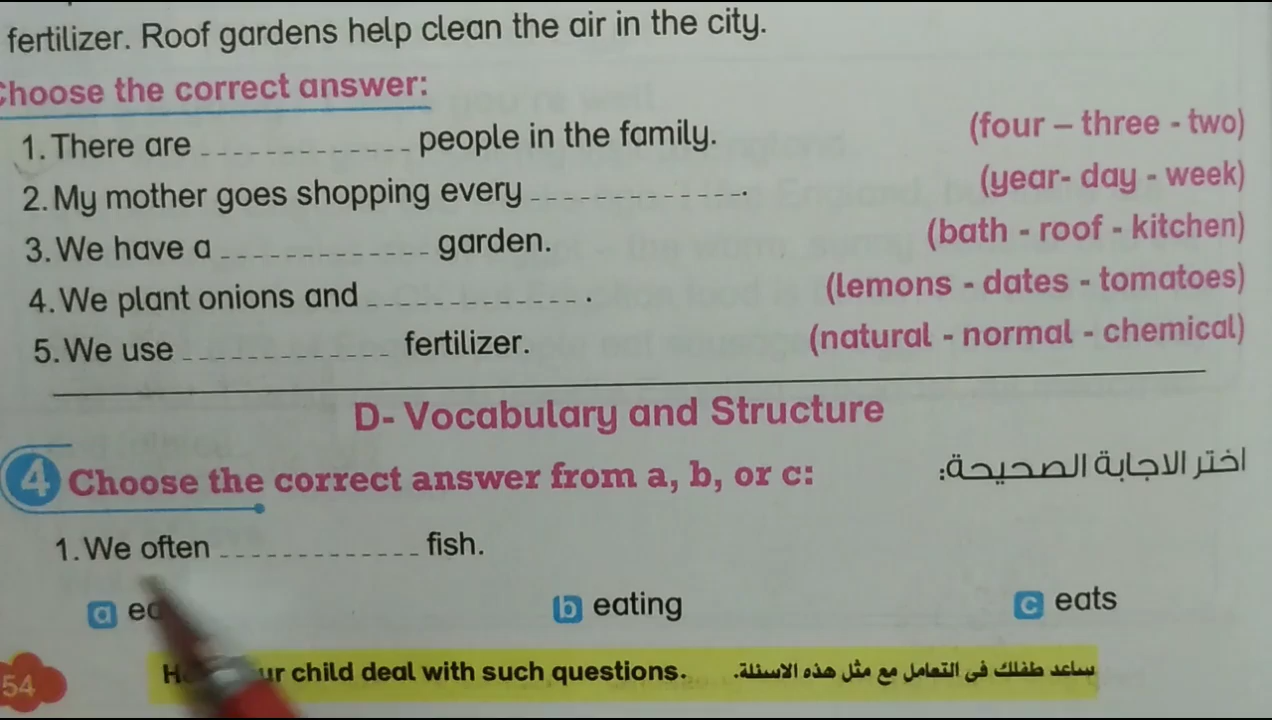 fertilizer. Roof gardens help clean the air in the city.
Choose the correct answer:
1. There are ____________ people in the family. (four – three - two)
2. My mother goes shopping every ____________. (year- day - week)
3. We have a ____________ garden. (bath - roof - kitchen)
4. We plant onions and ____________. (lemons - dates - tomatoes)
5. We use ____________ fertilizer. (natural - normal - chemical)
D- Vocabulary and Structure
4 Choose the correct answer from a, b, or c: اختر الاجابة الصحيحة:
1. We often ____________ fish.
a b eating c eats
54 child deal with such questions. يساعد طفلك فى التعامل مع مثل هذه الاسئلة.